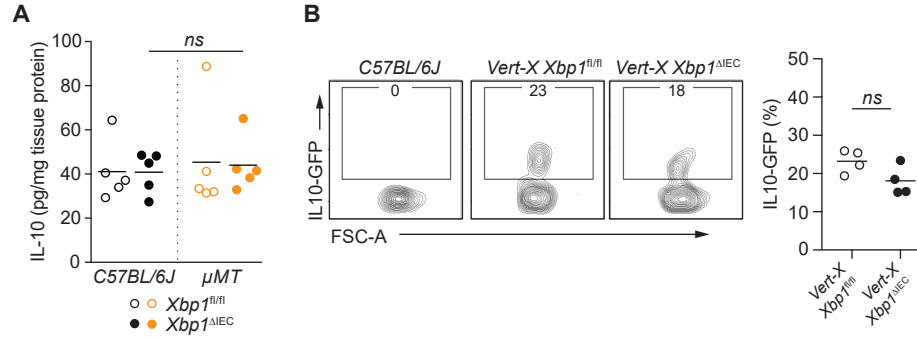 A
B
IL-10 (pg/mg tissue protein)
100
80
60
40
20
0
ns
C57BL/6J
µMT
Xbp1fl/fl
Xbp1ΔIEC
C57BL/6J
Vert-X Xbp1fl/fl
Vert-X Xbp1ΔIEC
0
23
18
IL10-GFP
FSC-A
IL10-GFP (%)
50
40
30
20
10
0
ns
Vert-X
Xbp1fl/fl
Vert-X
Xbp1ΔIEC